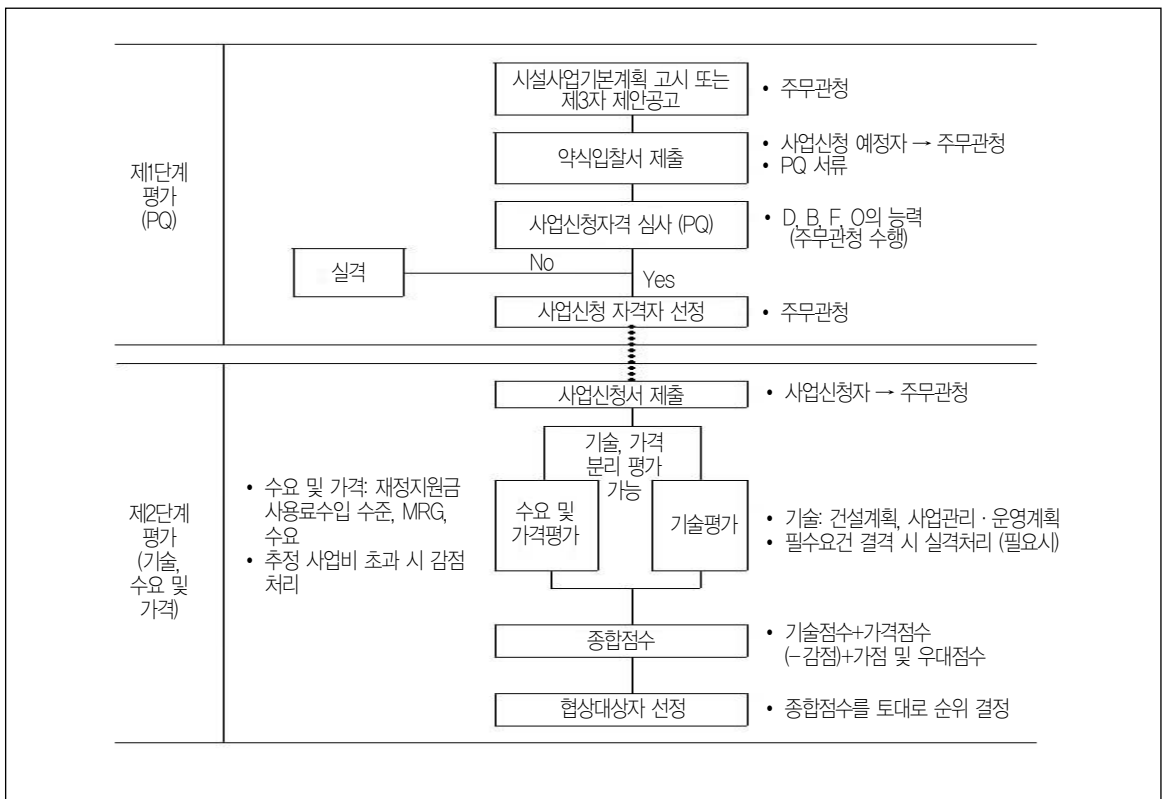 제1단계
평가
(PQ)
시설사업기본계획 고시 또는
제3자 제안공고
• 주무관청
약식입찰서 제출
• 사업신청 예정자 → 주무관청
• PQ 서류
사업신청자격 심사 (PQ)
• D, B, F, O의 능력
(주무관청 수행)
실격
No
Yes
사업신청 자격자 선정
• 주무관청
제2단계
평가
(기술,
수요 및
가격)
사업신청서 제출
• 사업신청자 → 주무관청
기술, 가격
분리 평가
가능
• 수요 및 가격: 재정지원금
사용료수입 수준, MRG,
수요
• 추정 사업비 초과 시 감점
처리
수요 및
가격평가
기술평가
• 기술: 건설계획, 사업관리 · 운영계획
• 필수요건 결격 시 실격처리 (필요시)
종합점수
• 기술점수+가격점수
(-감점)+가점 및 우대점수
협상대상자 선정
• 종합점수를 토대로 순위 결정